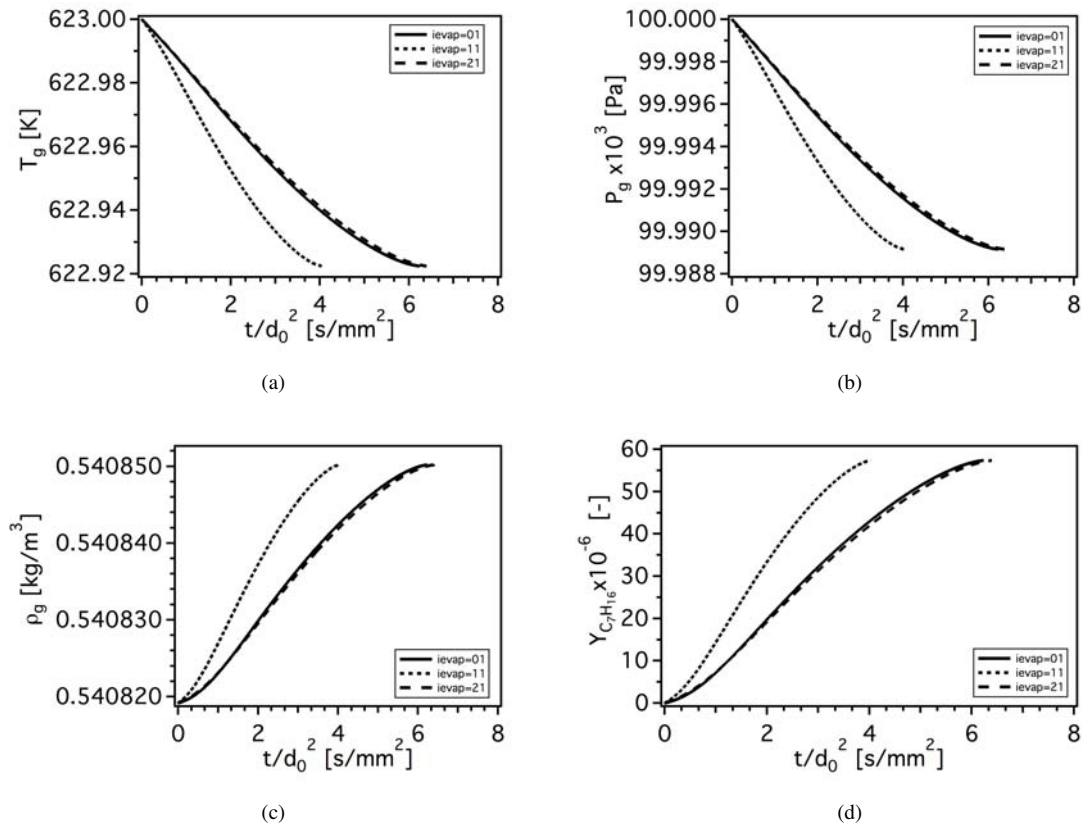 623.00
622.98
622.96
622.94
622.92
T_g [K]
0 2 4 6 8
t/d_0^2 [s/mm^2]
ievap=01
ievap=11
ievap=21
(a)
100.000
99.998
99.996
99.994
99.992
99.990
99.988
P_g x10^3 [Pa]
0 2 4 6 8
t/d_0^2 [s/mm^2]
ievap=01
ievap=11
ievap=21
(b)
0.540850
0.540840
0.540830
0.540820
ρ_g [kg/m^3]
0 2 4 6 8
t/d_0^2 [s/mm^2]
ievap=01
ievap=11
ievap=21
(c)
60
50
40
30
20
10
0
Y_{C_7H_{16}}x10^{-6} [-]
0 2 4 6 8
t/d_0^2 [s/mm^2]
ievap=01
ievap=11
ievap=21
(d)